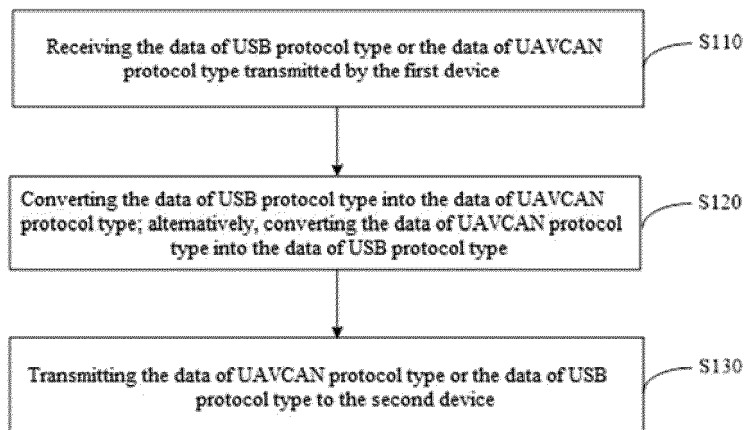 Receiving the data of USB protocol type or the data of UAVCAN
protocol type transmitted by the first device
S110
Converting the data of USB protocol type into the data of UAVCAN
protocol type; alternatively, converting the data of UAVCAN protocol
type into the data of USB protocol type
S120
Transmitting the data of UAVCAN protocol type or the data of USB
protocol type to the second device
S130